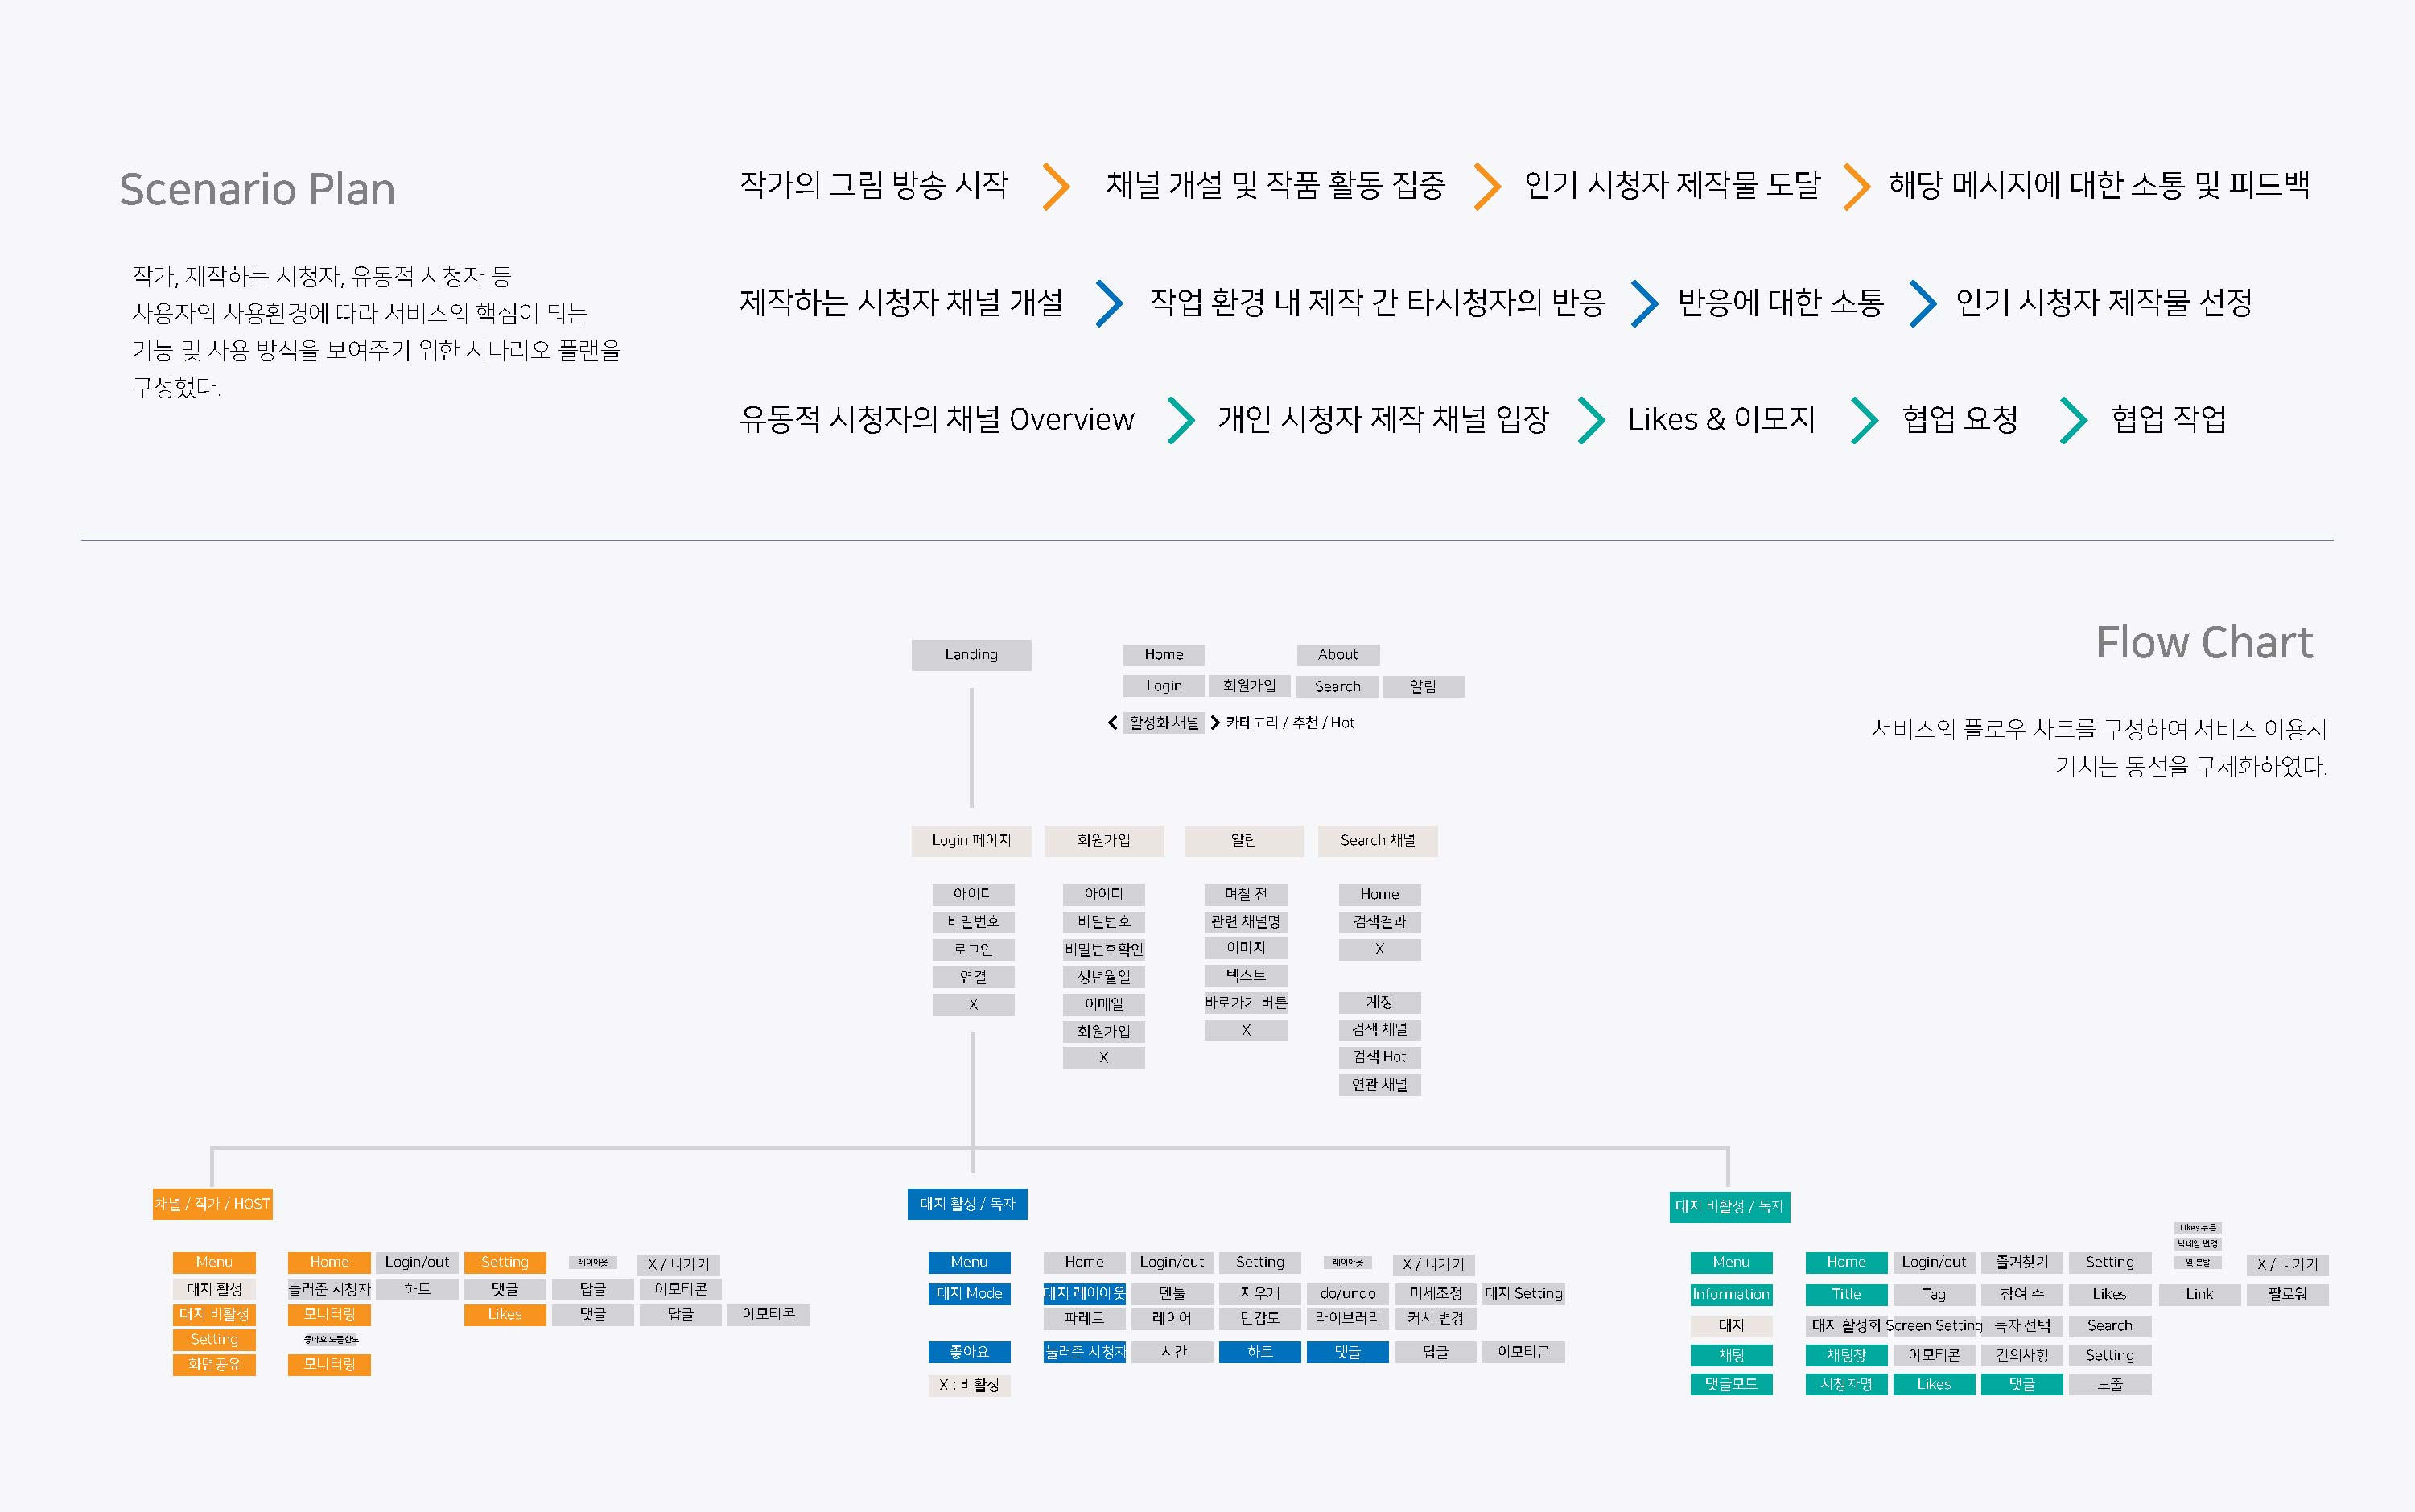 Scenario Plan
작가, 제작하는 시청자, 유동적 시청자 등
사용자의 사용환경에 따라 서비스의 핵심이 되는
기능 및 사용 방식을 보여주기 위한 시나리오 플랜을
구성했다.
작가의 그림 방송 시작 > 채널 개설 및 작품 활동 집중 > 인기 시청자 제작물 도달 > 해당 메시지에 대한 소통 및 피드백
제작하는 시청자 채널 개설 > 작업 환경 내 제작 간 타시청자의 반응 > 반응에 대한 소통 > 인기 시청자 제작물 선정
유동적 시청자의 채널 Overview > 개인 시청자 제작 채널 입장 > Likes & 이모지 > 협업 요청 > 협업 작업
Flow Chart
서비스의 플로우 차트를 구성하여 서비스 이용시
거치는 동선을 구체화하였다.
Landing
Home About
Login 회원가입 Search 알림
< 활성화 채널 > 카테고리 / 추천 / Hot
Login 페이지
아이디
비밀번호
로그인
연결
X
회원가입
아이디
비밀번호
비밀번호확인
생년월일
이메일
회원가입
X
알림
며칠 전
관련 채널명
이미지
텍스트
바로가기 버튼
X
Search 채널
Home
검색결과
X
계정
검색 채널
검색 Hot
연관 채널
채널 / 작가 / HOST
Menu Home Login/out Setting 레이아웃 X / 나가기
대지 활성 눌러준 시청자 하트 댓글 답글 이모티콘
대지 비활성 모니터링 Likes 댓글 답글 이모티콘
Setting 좋아요 노출한도
화면공유 모니터링
대지 활성 / 독자
Menu Home Login/out Setting 레이아웃 X / 나가기
대지 Mode 대지 레이아웃 펜툴 지우개 do/undo 미세조정 대지 Setting
파레트 레이어 민감도 라이브러리 커서 변경
좋아요 눌러준 시청자 시간 하트 댓글 답글 이모티콘
X : 비활성
대지 비활성 / 독자
Likes 누른
닉네임 변경
Menu Home Login/out 즐겨찾기 Setting 및 분할 X / 나가기
Information Title Tag 참여 수 Likes Link 팔로워
대지 대지 활성화 Screen Setting 독자 선택 Search
채팅 채팅창 이모티콘 건의사항 Setting
댓글모드 시청자명 Likes 댓글 노출